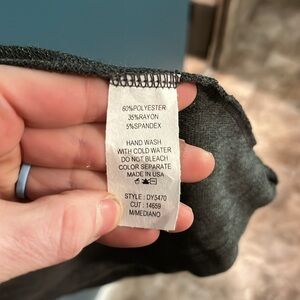 60%POLYESTER
35%RAYON
5%SPANDEX
HAND WASH
WITH COLD WATER
DO NOT BLEACH
COLOR SEPARATE
MADE IN USA
STYLE : DY5470
CUT : 14659
M/MEDIANO